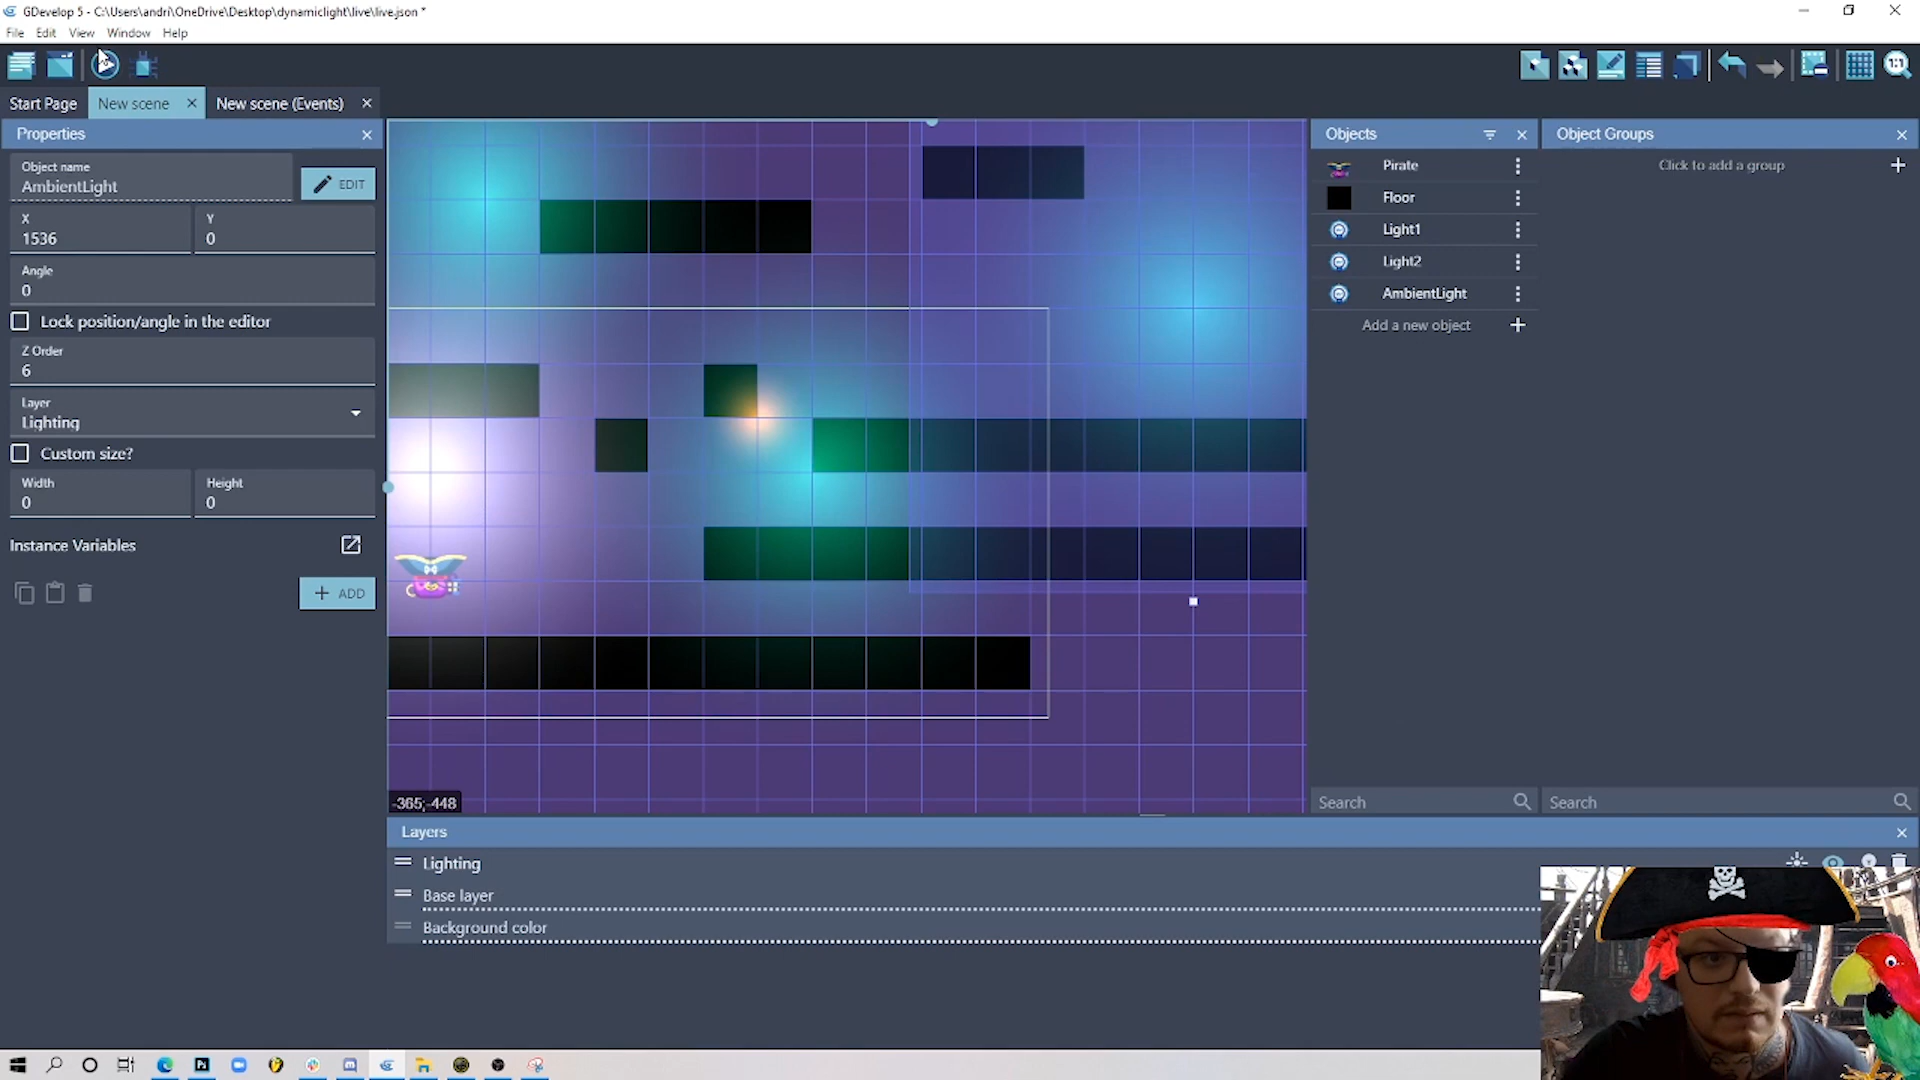 GDevelop 5 - C:\Users\andri\OneDrive\Desktop\dynamiclight\live\live.json *
File Edit View Window Help
Start Page New scene New scene (Events)
Properties
Object name
AmbientLight
EDIT
X
1536
Y
0
Angle
0
Lock position/angle in the editor
Z Order
6
Layer
Lighting
Custom size?
Width
0
Height
0
Instance Variables
ADD
-365;-448
Objects
Pirate
Floor
Light1
Light2
AmbientLight
Add a new object
Search
Object Groups
Click to add a group
Search
Layers
Lighting
Base layer
Background color
1:1
Ps